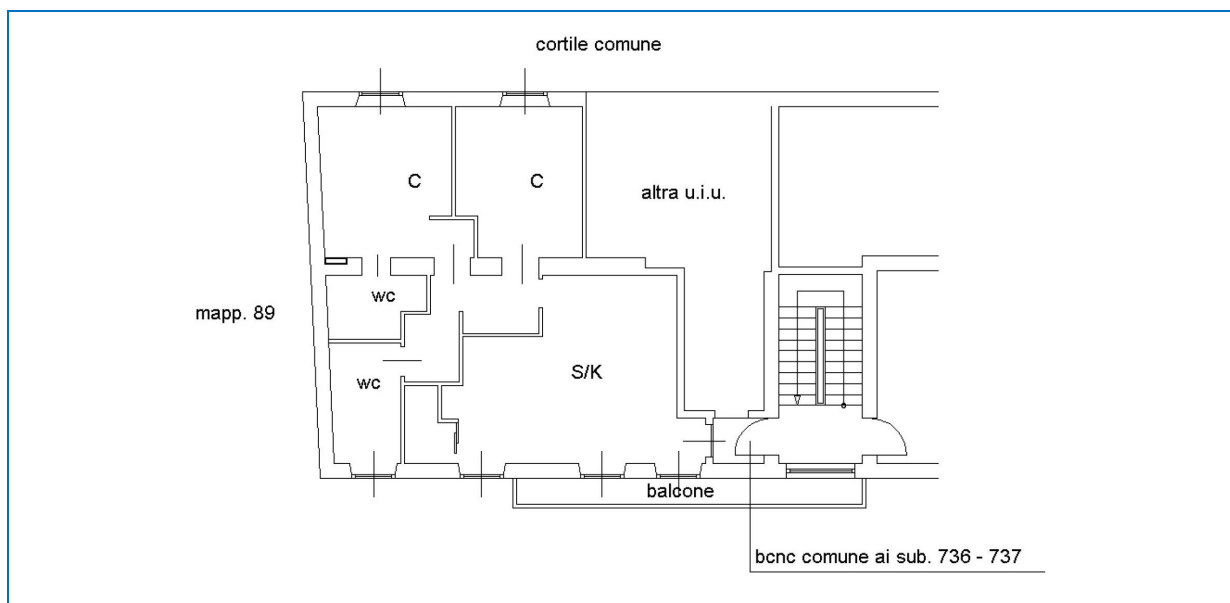 cortile comune
C
C
altra u.i.u.
wc
mapp. 89
S/K
wc
balcone
bcnc comune ai sub. 736 - 737